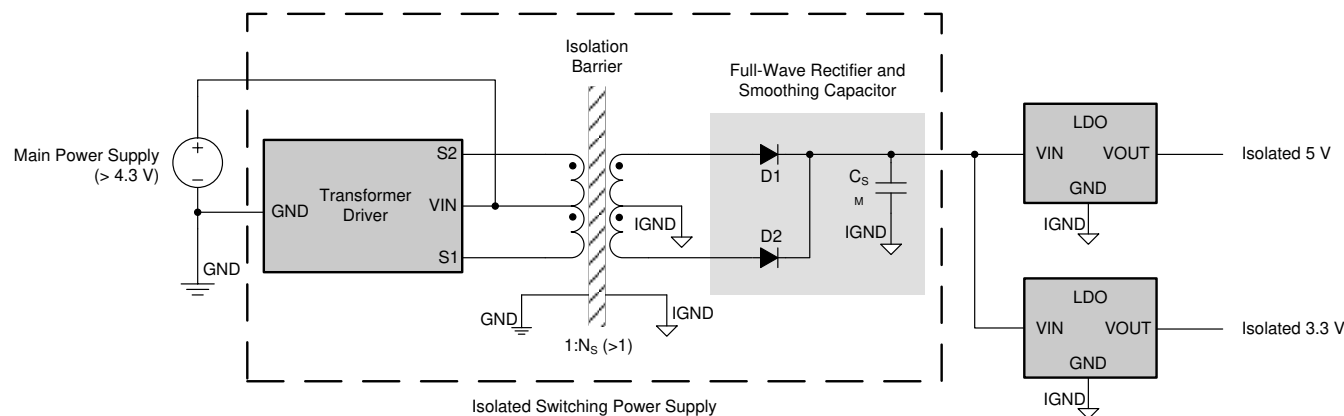 Isolation
Barrier
Full-Wave Rectifier and
Smoothing Capacitor
Main Power Supply
(> 4.3 V)
+
−
GND
GND
Transformer
Driver
S2
VIN
S1
IGND
D1
D2
CS
M
IGND
GND
IGND
1:NS (>1)
Isolated Switching Power Supply
LDO
VIN
VOUT
GND
IGND
Isolated 5 V
LDO
VIN
VOUT
GND
IGND
Isolated 3.3 V